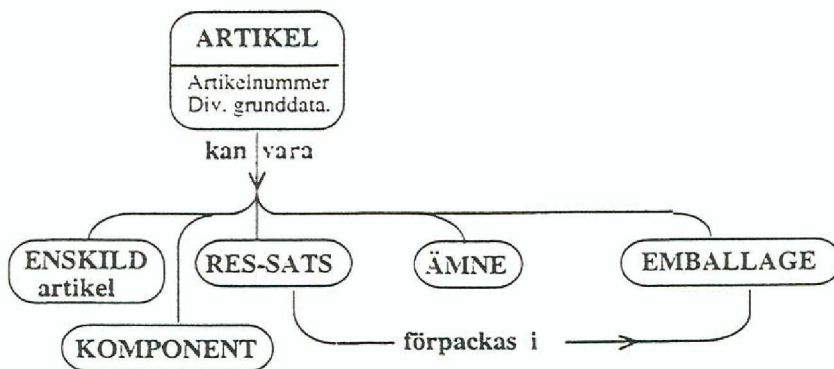 ARTIKEL
Artikelnummer
Div. grunddata.
kan vara
ENSKILD
artikel
RES-SATS
ÄMNE
EMBALLAGE
KOMPONENT
förpackas i